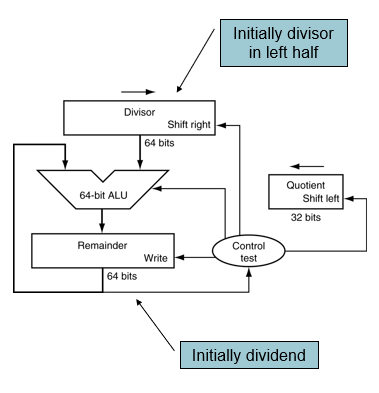 Initially divisor
in left half
Divisor
Shift right
64 bits
64-bit ALU
Quotient
Shift left
32 bits
Remainder
Write
Control
test
64 bits
Initially dividend